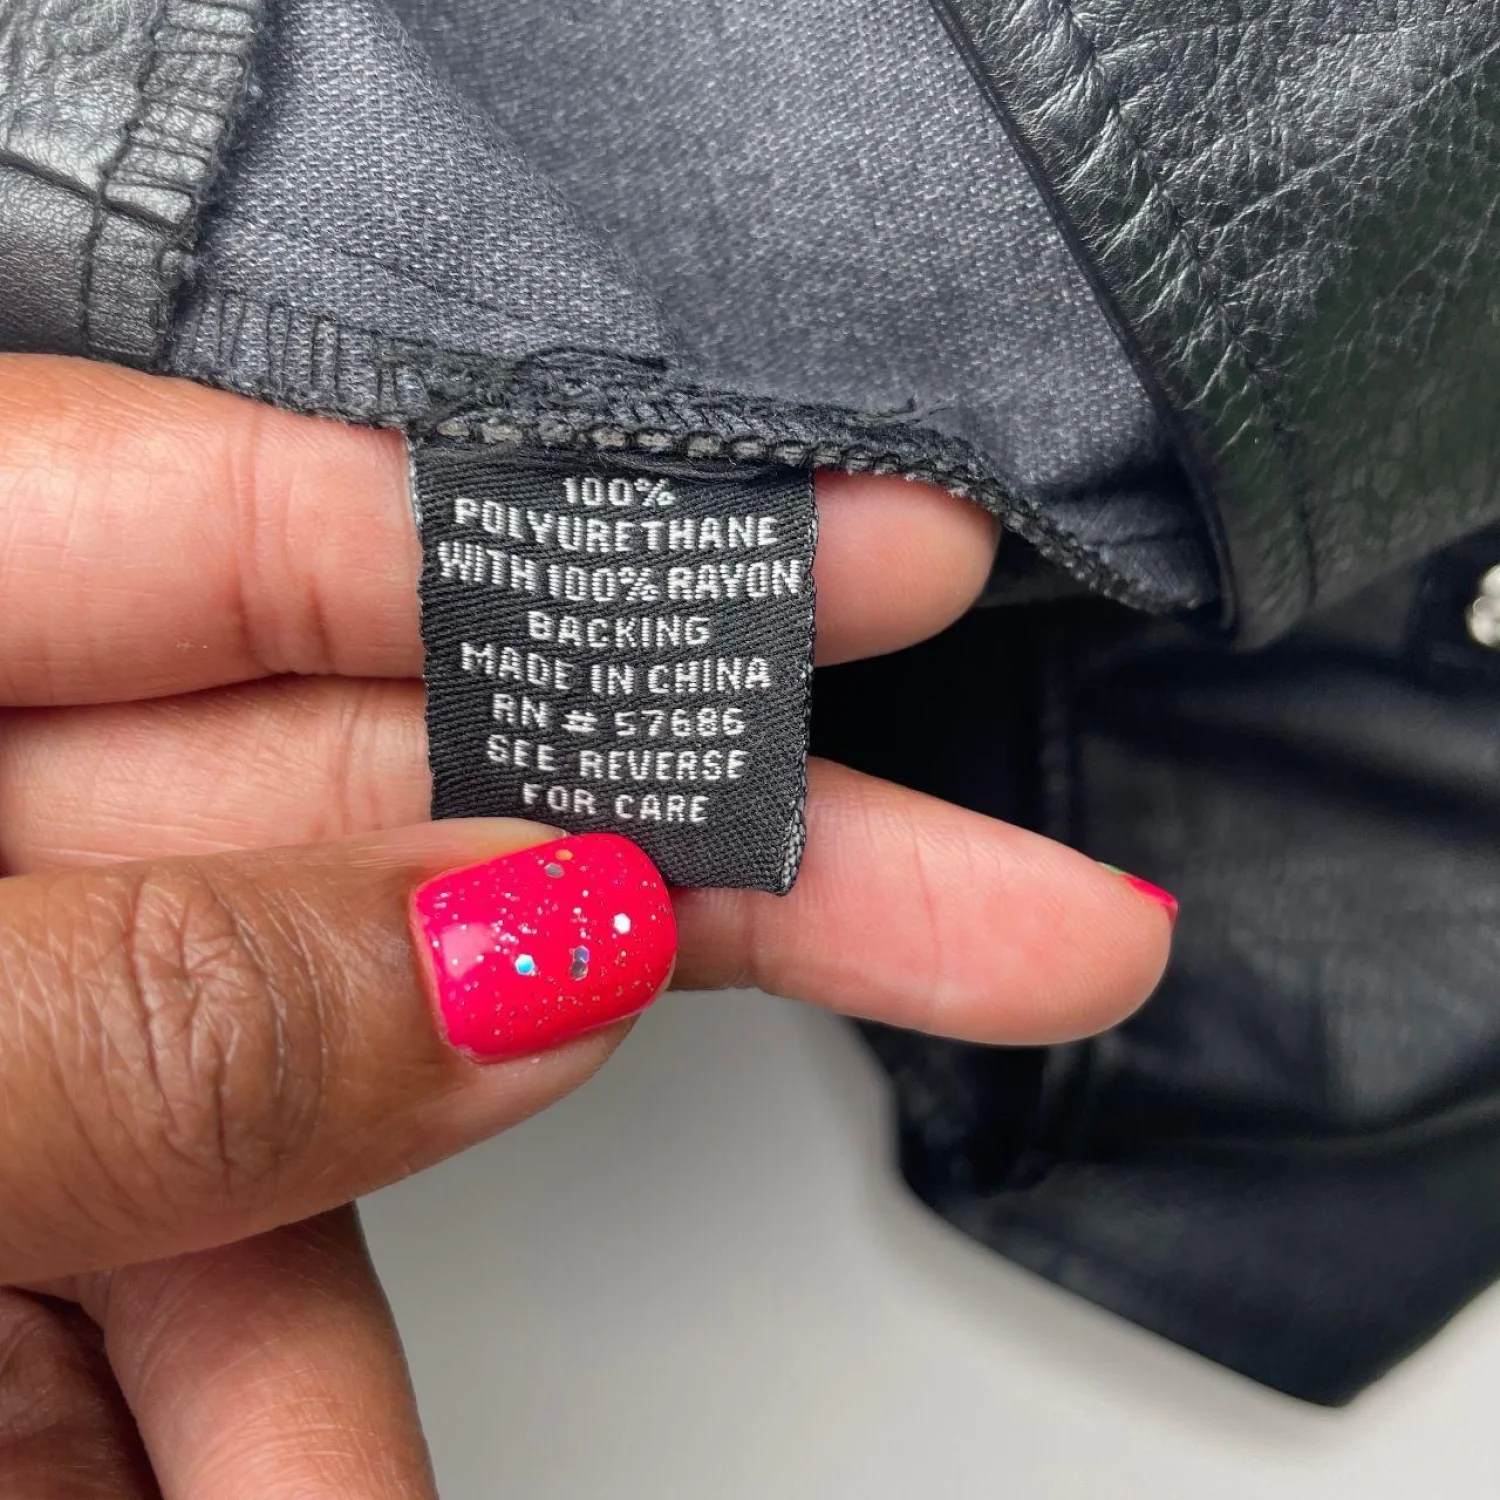 100%
POLYURETHANE
WITH 100% RAYON
BACKING
MADE IN CHINA
RN # 57686
SEE REVERSE
FOR CARE